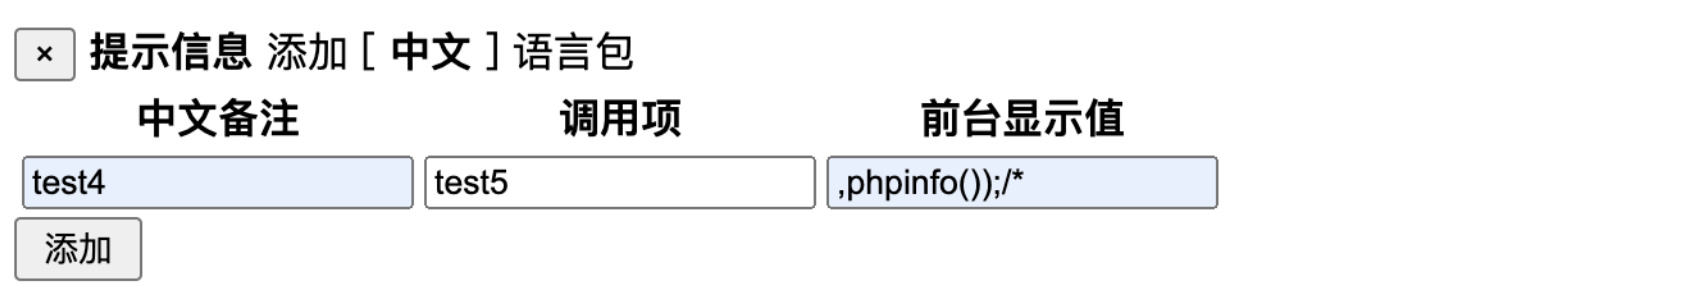 × 提示信息 添加 [ 中文 ] 语言包
中文备注 调用项 前台显示值
test4 test5 ,phpinfo());/*
添加